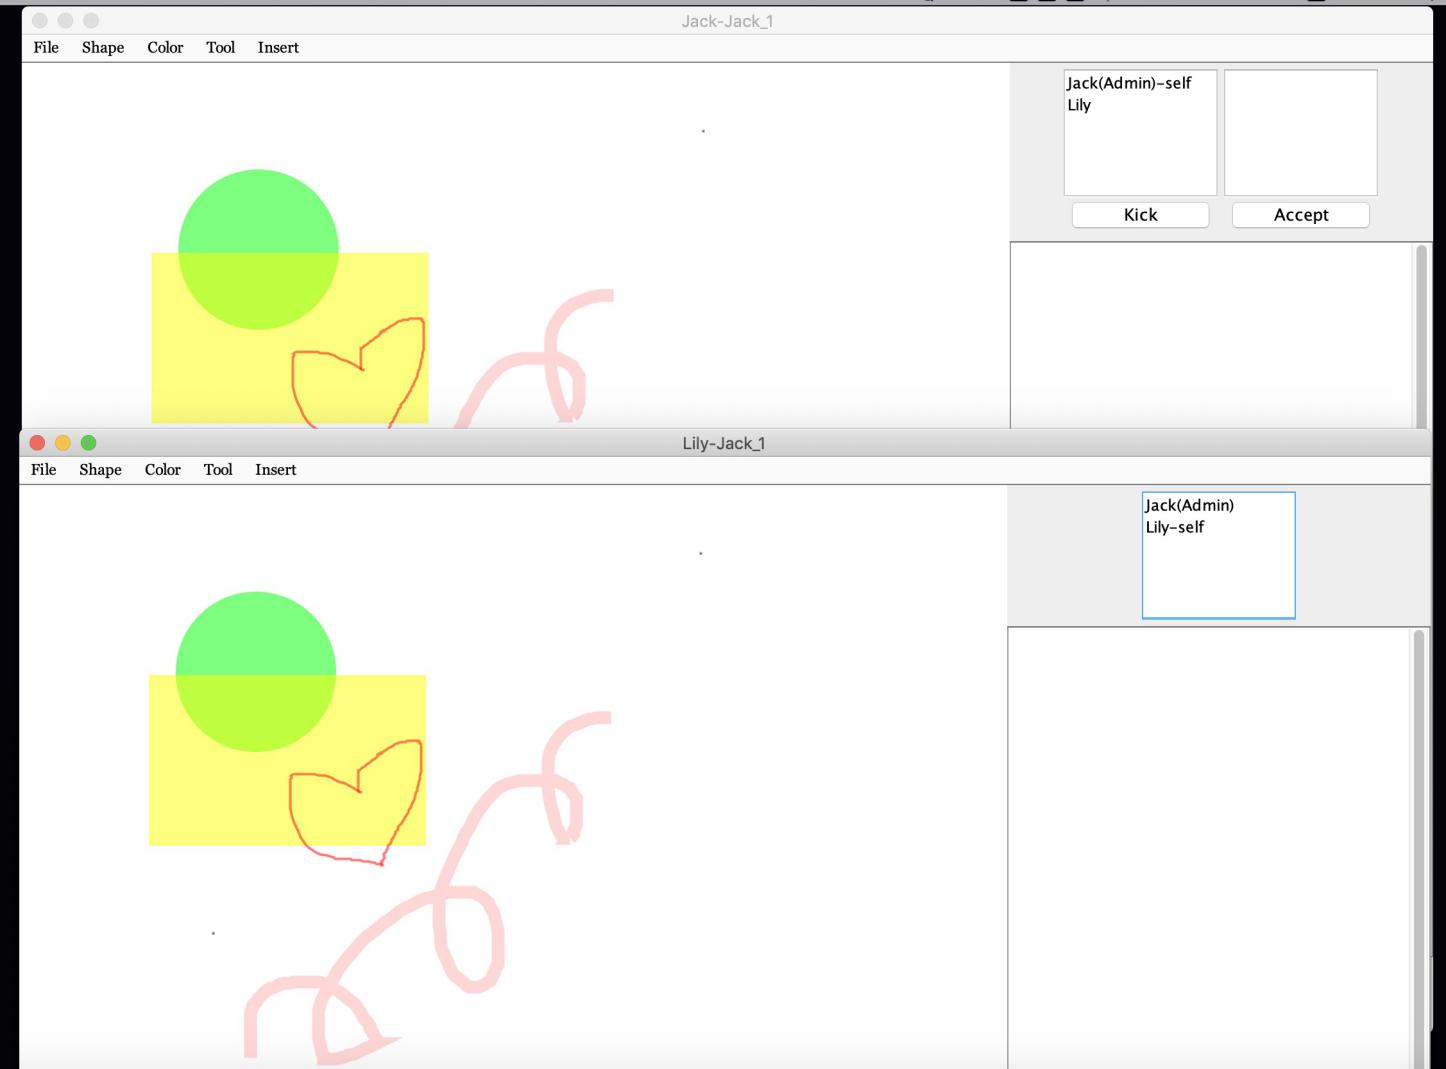 Jack-Jack_1
File Shape Color Tool Insert
Jack(Admin)-self
Lily
Kick Accept
Lily-Jack_1
File Shape Color Tool Insert
Jack(Admin)
Lily-self